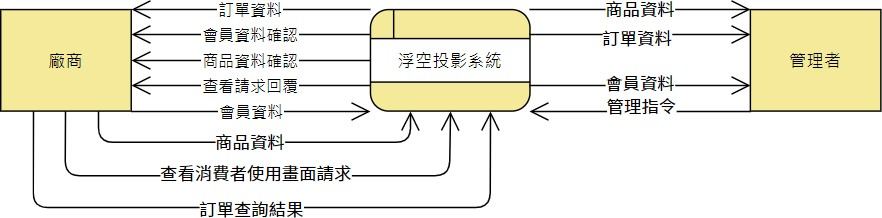 訂單資料
會員資料確認
商品資料確認
查看請求回覆
會員資料
廠商
浮空投影系統
商品資料
訂單資料
會員資料
管理指令
管理者
商品資料
查看消費者使用畫面請求
訂單查詢結果